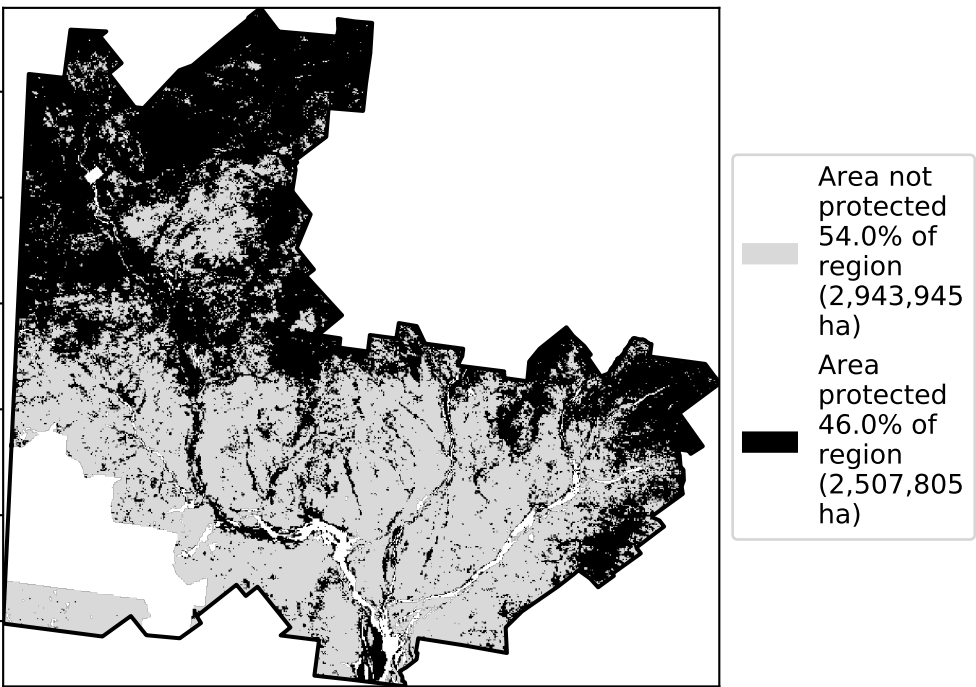 Area not
protected
54.0% of
region
(2,943,945
ha)
Area
protected
46.0% of
region
(2,507,805
ha)